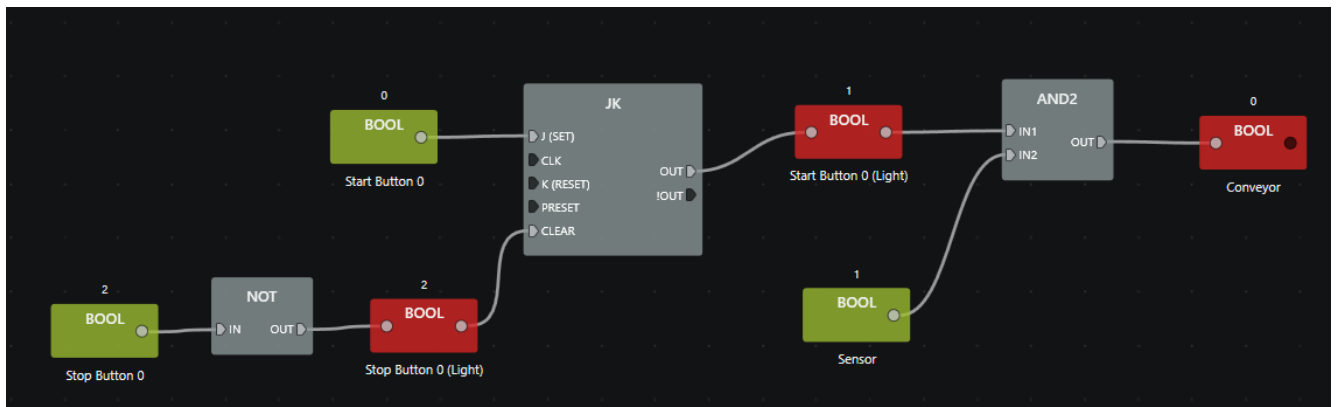 0
BOOL
Start Button 0
JK
J (SET)
CLK
K (RESET)
PRESET
CLEAR
OUT
!OUT
1
BOOL
Start Button 0 (Light)
AND2
IN1
IN2
OUT
0
BOOL
Conveyor
2
BOOL
Stop Button 0
NOT
IN
OUT
2
BOOL
Stop Button 0 (Light)
1
BOOL
Sensor